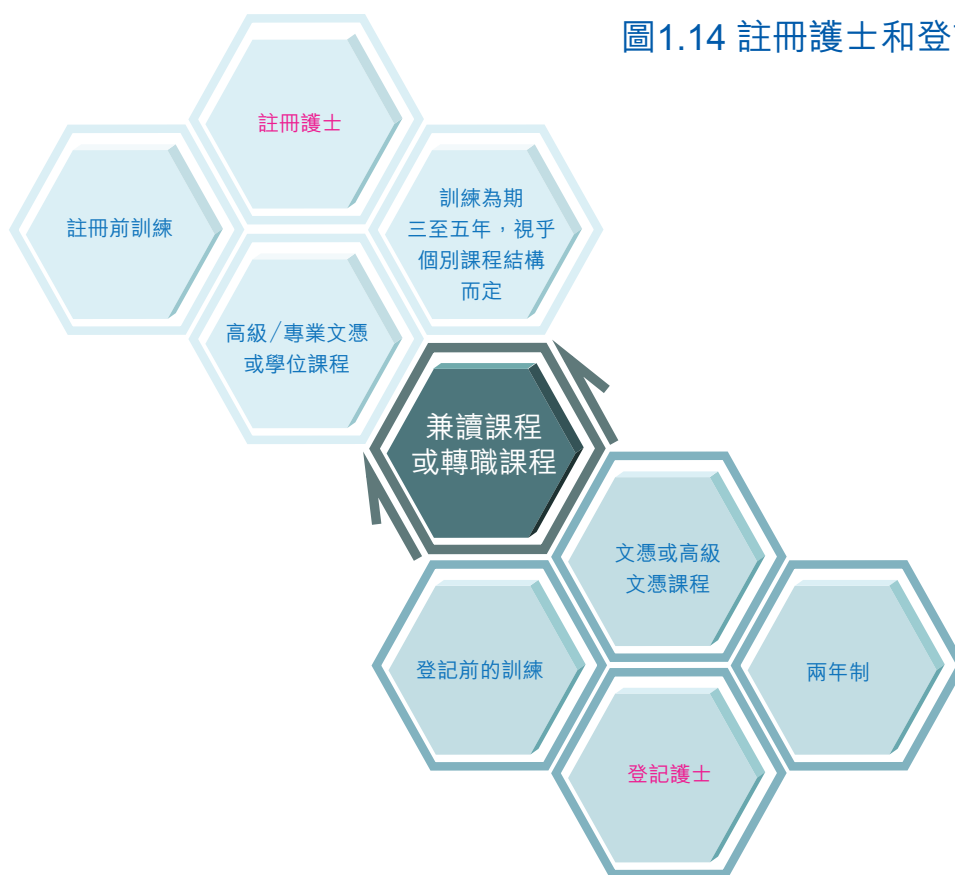 圖1.14 註冊護士和登
註冊護士
註冊前訓練
訓練為期
三至五年，視乎
個別課程結構
而定
高級/專業文憑
或學位課程
兼讀課程
或轉職課程
文憑或高級
文憑課程
登記前的訓練
兩年制
登記護士